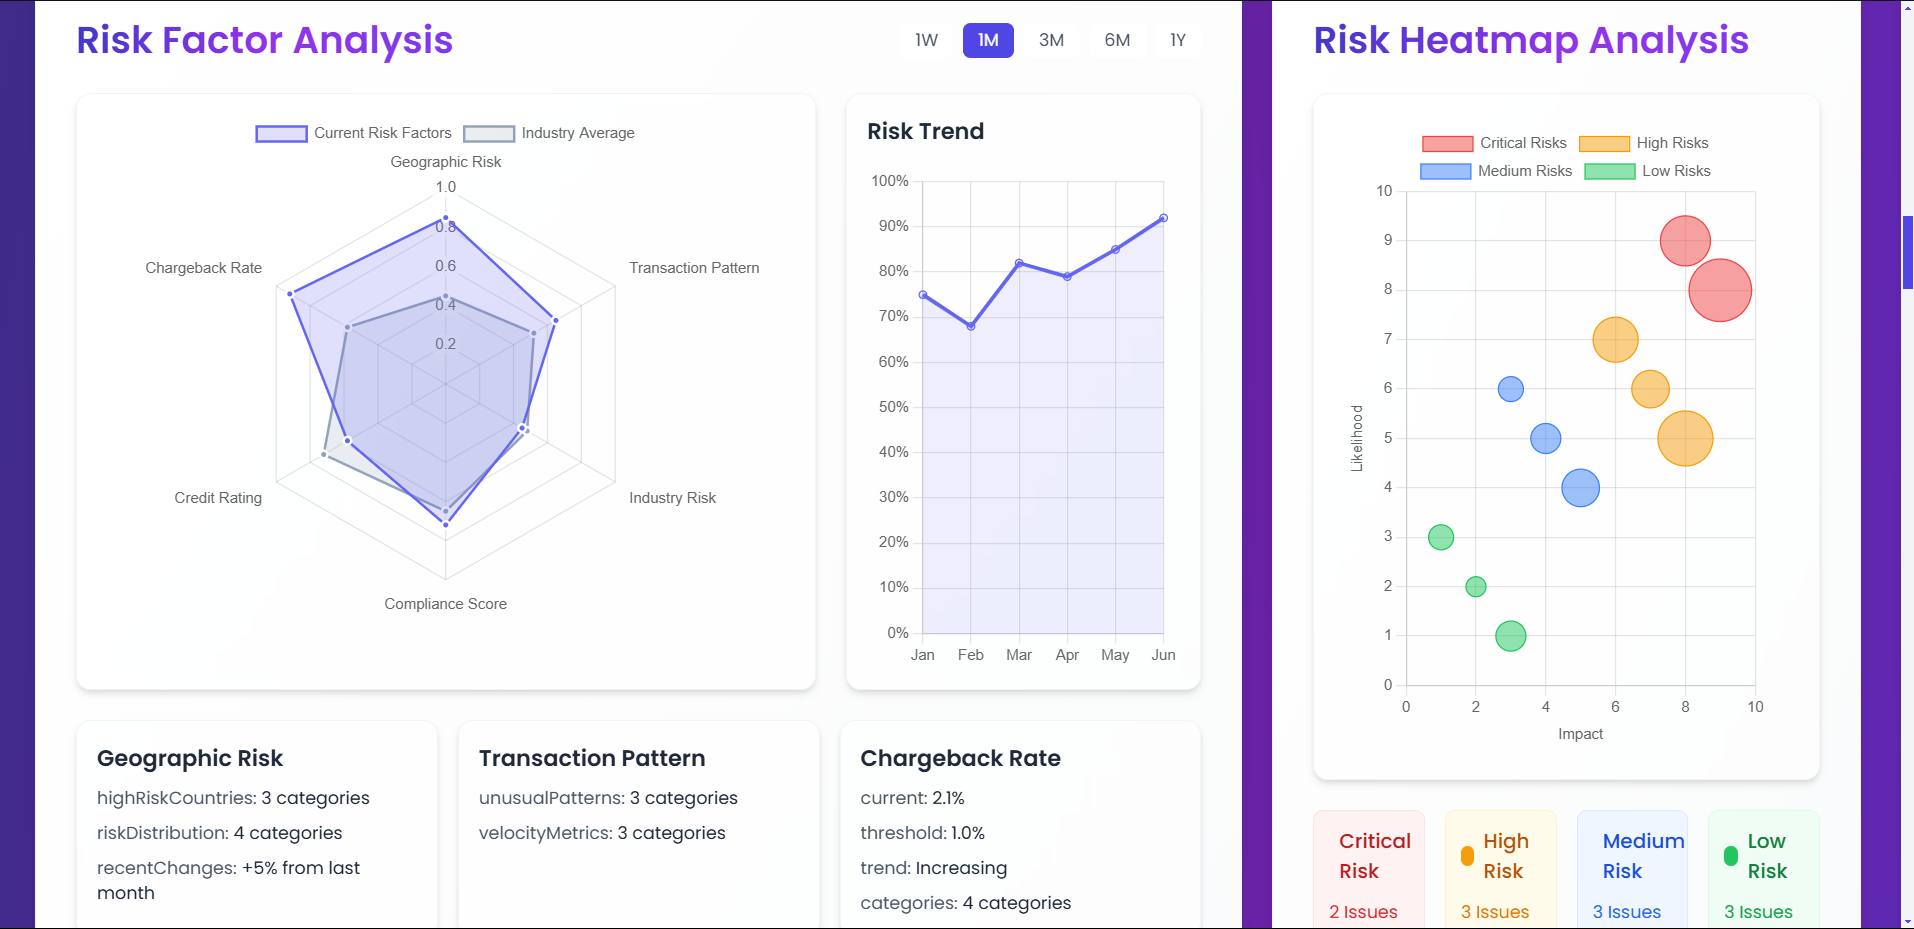 Risk Factor Analysis
1W 1M 3M 6M 1Y
Current Risk Factors Industry Average
Geographic Risk
1.0
0.8
0.6
0.4
0.2
Chargeback Rate
Transaction Pattern
Credit Rating
Industry Risk
Compliance Score
Risk Trend
100%
90%
80%
70%
60%
50%
40%
30%
20%
10%
0%
Jan Feb Mar Apr May Jun
Geographic Risk
highRiskCountries: 3 categories
riskDistribution: 4 categories
recentChanges: +5% from last
month
Transaction Pattern
unusualPatterns: 3 categories
velocityMetrics: 3 categories
Chargeback Rate
current: 2.1%
threshold: 1.0%
trend: Increasing
categories: 4 categories
Risk Heatmap Analysis
Critical Risks High Risks
Medium Risks Low Risks
10
9
8
7
6
5
4
3
2
1
0
Likelihood
0 2 4 6 8 10
Impact
Critical
Risk
2 Issues
High
Risk
3 Issues
Medium
Risk
3 Issues
Low
Risk
3 Issues